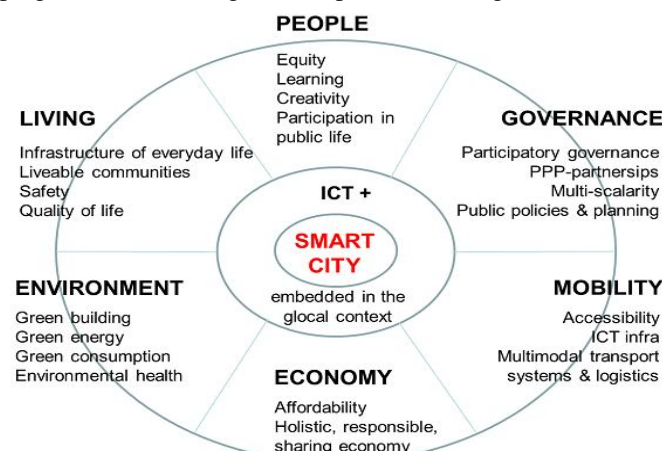 PEOPLE
Equity
Learning
Creativity
Participation in
public life
LIVING
Infrastructure of everyday life
Liveable communities
Safety
Quality of life
GOVERNANCE
Participatory governance
PPP-partnersips
Multi-scalarity
Public policies & planning
ICT +
SMART
CITY
embedded in the
glocal context
ENVIRONMENT
Green building
Green energy
Green consumption
Environmental health
MOBILITY
Accessibility
ICT infra
Multimodal transport
systems & logistics
ECONOMY
Affordability
Holistic, responsible,
sharing economy